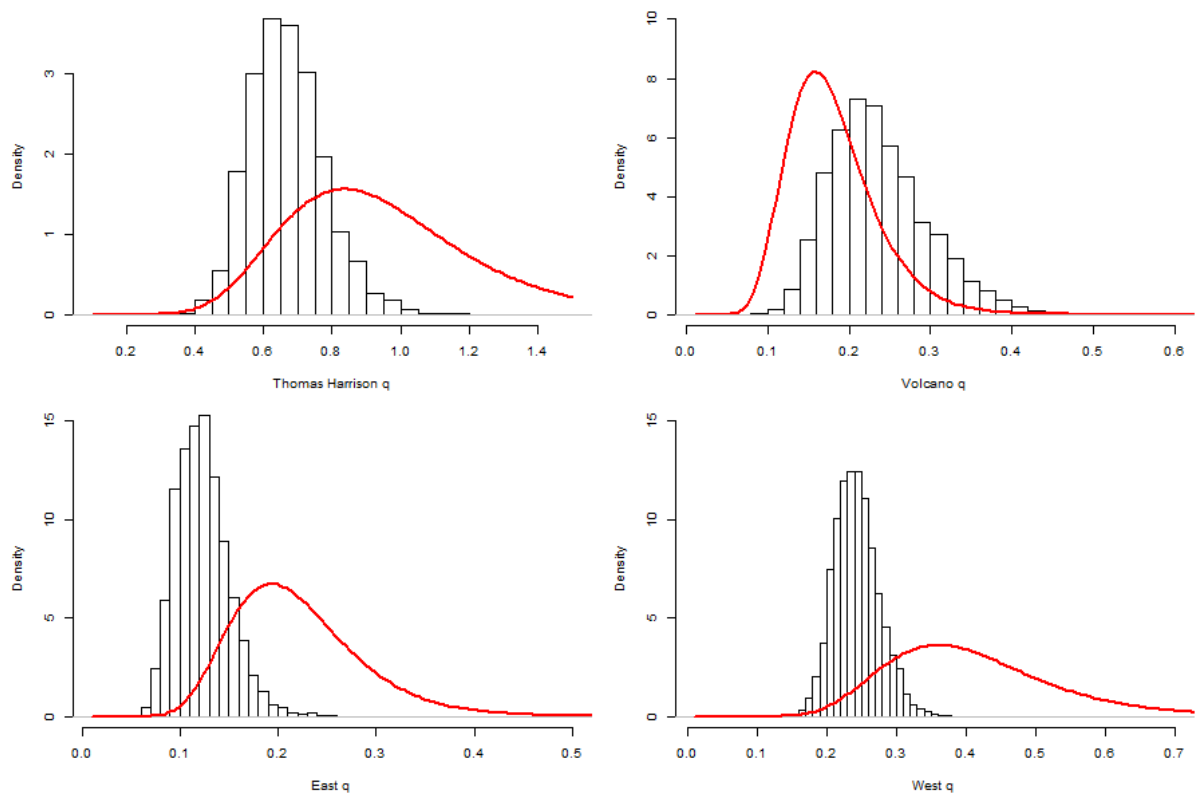 Density
0 1 2 3
0.2 0.4 0.6 0.8 1.0 1.2 1.4
Thomas Harrison q
Density
0 2 4 6 8 10
0.0 0.1 0.2 0.3 0.4 0.5 0.6
Volcano q
Density
0 5 10 15
0.0 0.1 0.2 0.3 0.4 0.5
East q
Density
0 5 10 15
0.0 0.1 0.2 0.3 0.4 0.5 0.6 0.7
West q